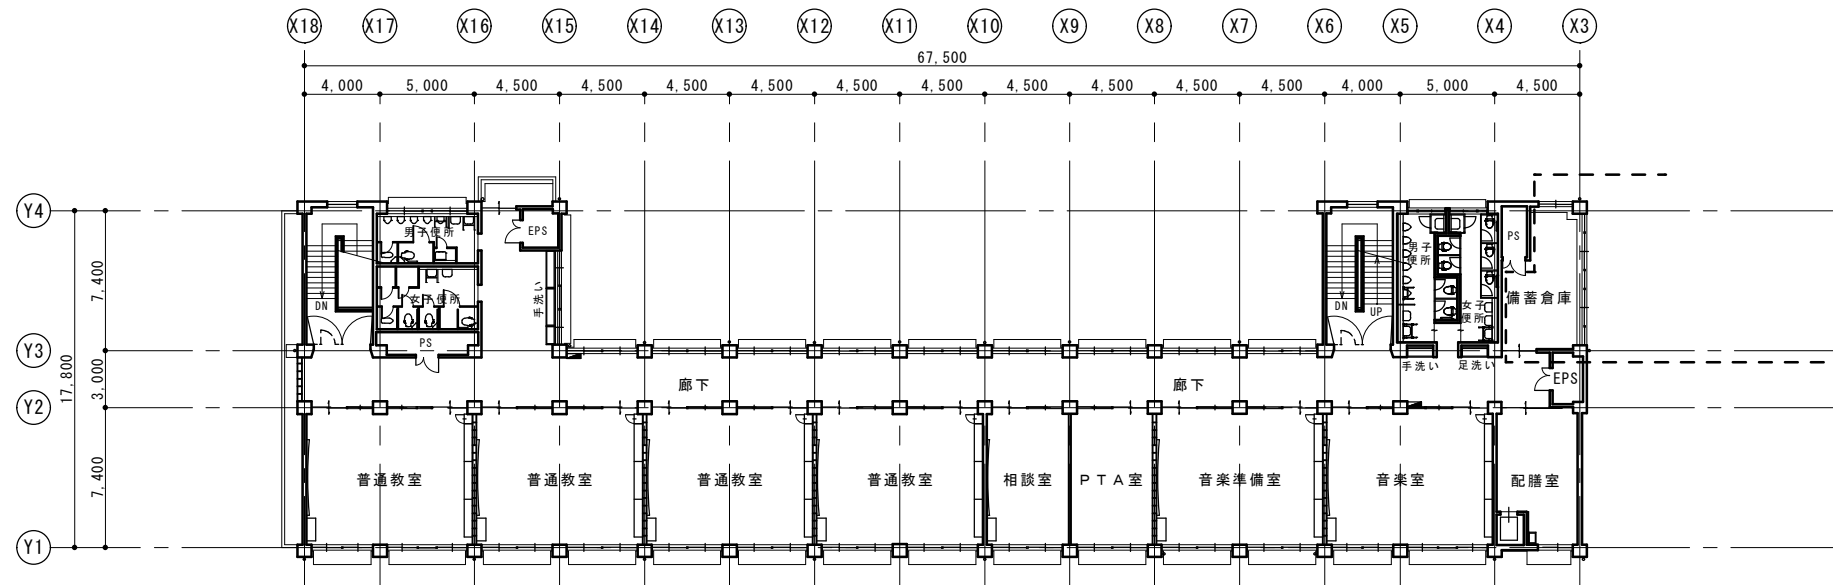 X18 X17 X16 X15 X14 X13 X12 X11 X10 X9 X8 X7 X6 X5 X4 X3
67,500
4,000 5,000 4,500 4,500 4,500 4,500 4,500 4,500 4,500 4,500 4,500 4,500 4,000 5,000 4,500
Y4
Y3
Y2
Y1
17,800
7,400
3,000
7,400
男子便所
女子便所
DN
PS
EPS
手洗い
DN
UP
男子
便所
女子
便所
PS
備蓄倉庫
手洗い
足洗い
EPS
廊下
廊下
普通教室
普通教室
普通教室
普通教室
相談室
PTA室
音楽準備室
音楽室
配膳室